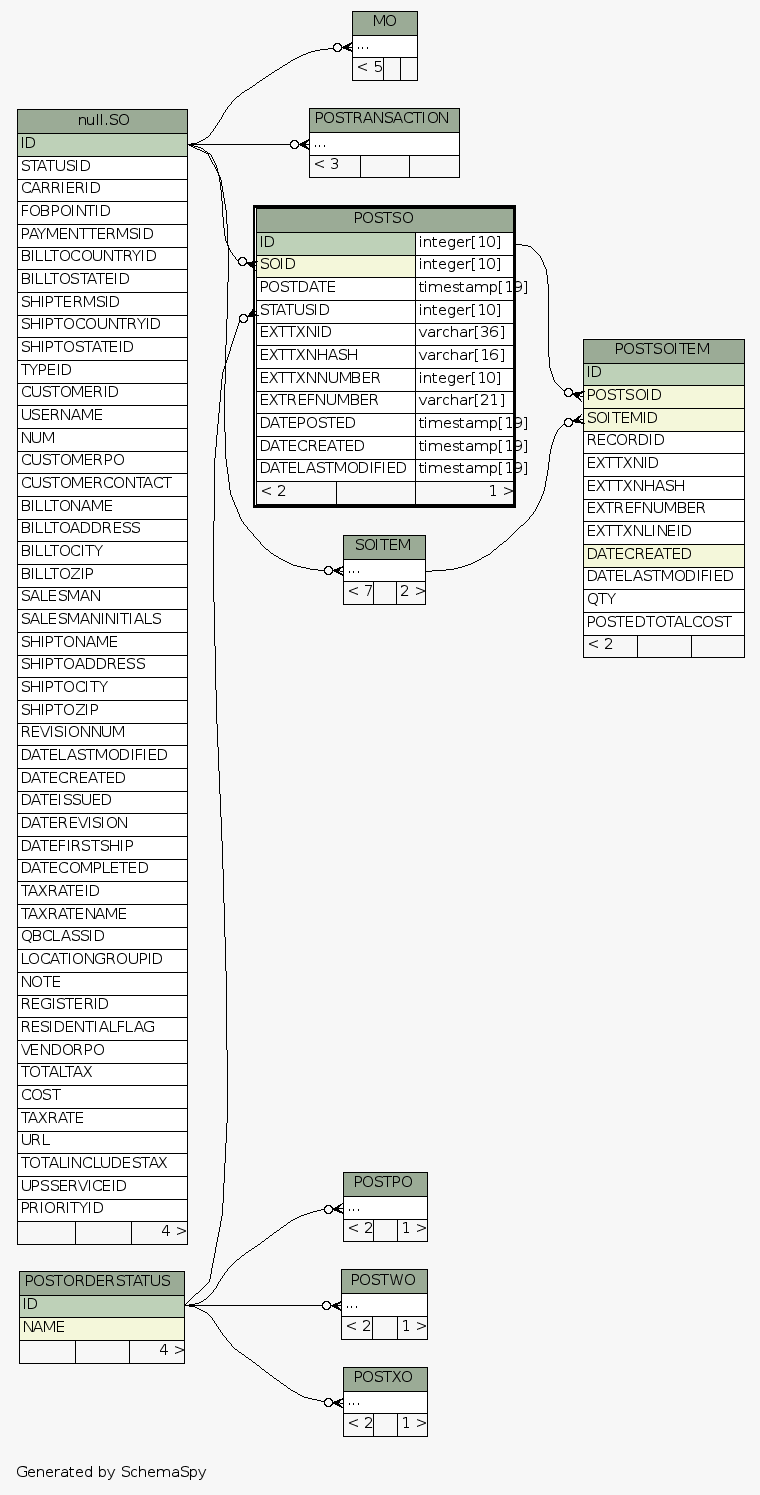 MO
...
< 5
null.SO
ID
STATUSID
CARRIERID
FOBPOINTID
PAYMENTTERMSID
BILLTOCOUNTRYID
BILLTOSTATEID
SHIPTERMSID
SHIPTOCOUNTRYID
SHIPTOSTATEID
TYPEID
CUSTOMERID
USERNAME
NUM
CUSTOMERPO
CUSTOMERCONTACT
BILLTONAME
BILLTOADDRESS
BILLTOCITY
BILLTOZIP
SALESMAN
SALESMANINITIALS
SHIPTONAME
SHIPTOADDRESS
SHIPTOCITY
SHIPTOZIP
REVISIONNUM
DATELASTMODIFIED
DATECREATED
DATEISSUED
DATEREVISION
DATEFIRSTSHIP
DATECOMPLETED
TAXRATEID
TAXRATENAME
QBCLASSID
LOCATIONGROUPID
NOTE
REGISTERID
RESIDENTIALFLAG
VENDORPO
TOTALTAX
COST
TAXRATE
URL
TOTALINCLUDESTAX
UPSSERVICEID
PRIORITYID
4 >
POSTRANSACTION
...
< 3
POSTSO
ID integer[10]
SOID integer[10]
POSTDATE timestamp[19]
STATUSID integer[10]
EXTTXNID varchar[36]
EXTTXNHASH varchar[16]
EXTTXNNUMBER integer[10]
EXTREFNUMBER varchar[21]
DATEPOSTED timestamp[19]
DATECREATED timestamp[19]
DATELASTMODIFIED timestamp[19]
< 2 1 >
POSTSOITEM
ID
POSTSOID
SOITEMID
RECORDID
EXTTXNID
EXTTXNHASH
EXTREFNUMBER
EXTTXNLINEID
DATECREATED
DATELASTMODIFIED
QTY
POSTEDTOTALCOST
< 2
SOITEM
...
< 7 2 >
POSTPO
...
< 2 1 >
POSTORDERSTATUS
ID
NAME
4 >
POSTWO
...
< 2 1 >
POSTXO
...
< 2 1 >
Generated by SchemaSpy